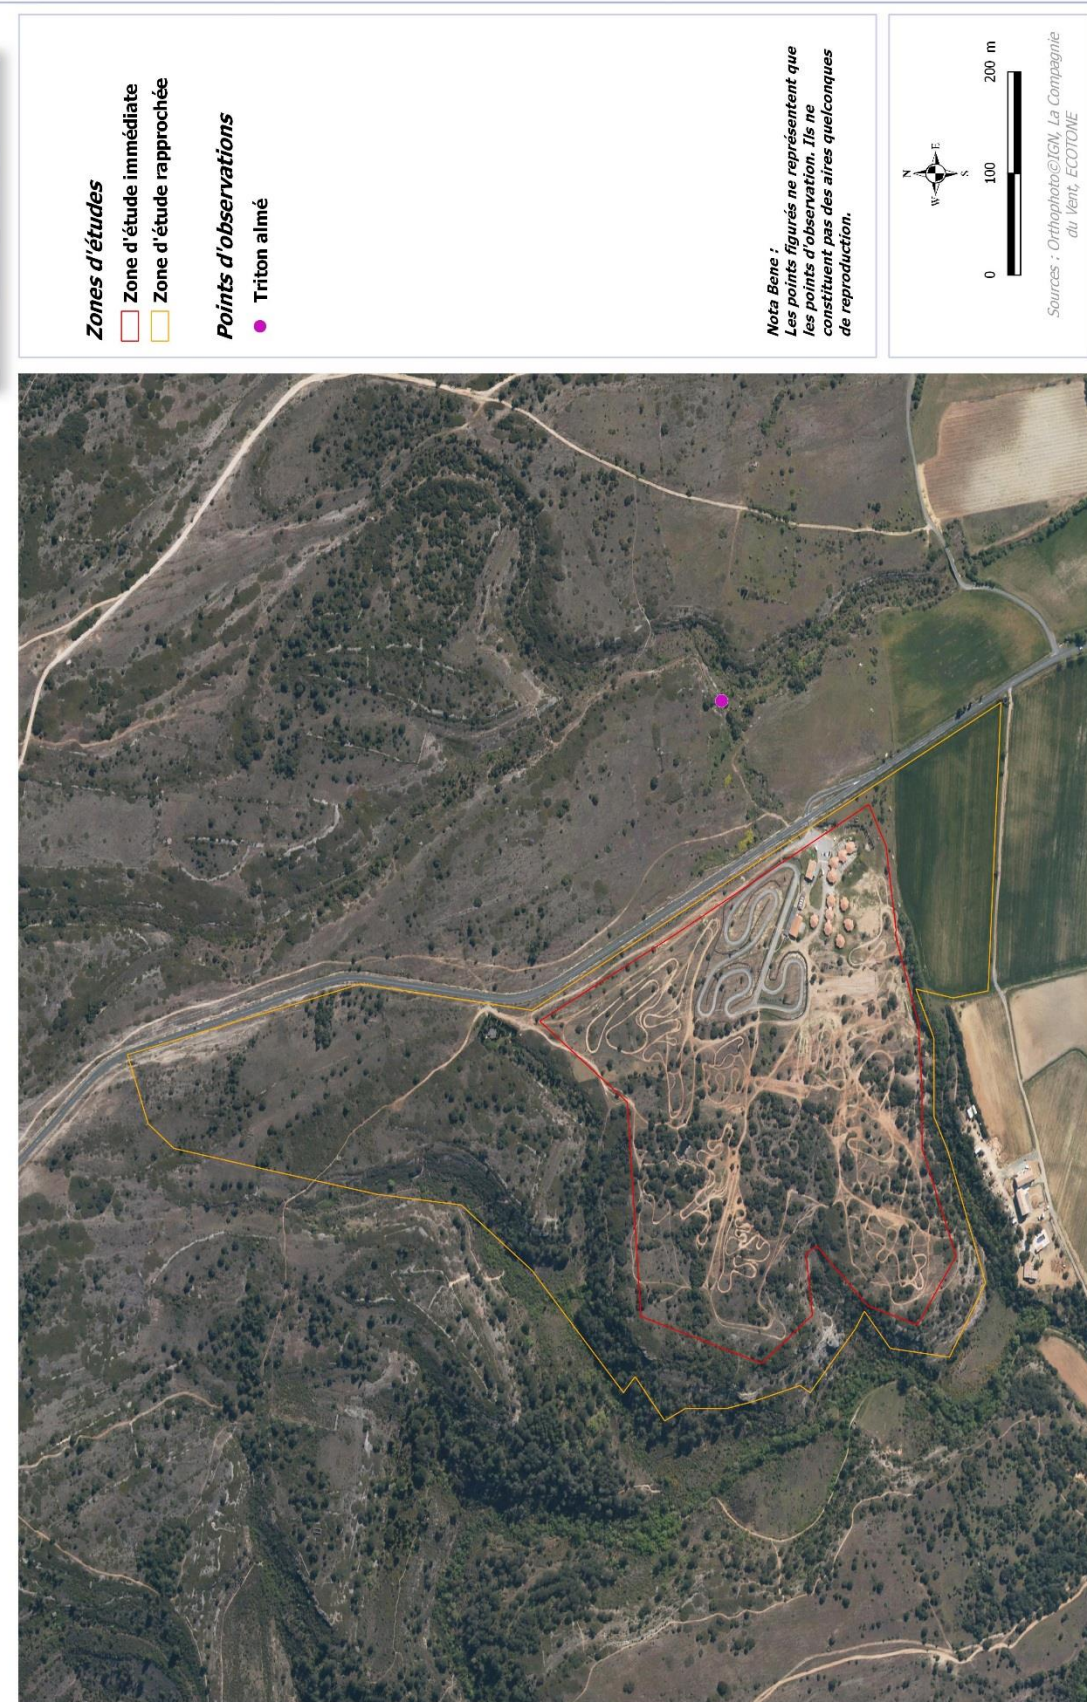 Zones d'études
Zone d'étude immédiate
Zone d'étude rapprochée
Points d'observations
Triton almé
Nota Bene :
Les points figurés ne représentent que
les points d'observation. Ils ne
constituent pas des aires quelconques
de reproduction.
N
W E
S
0 100 200 m
Sources : Orthophoto©IGN, La Compagnie
du Vent, ECOTONE